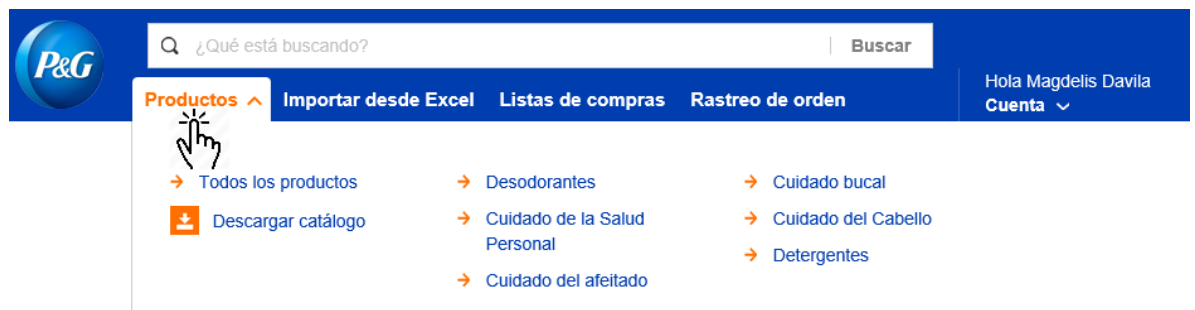 P&G
¿Qué está buscando?
Buscar
Productos
Importar desde Excel
Listas de compras
Rastreo de orden
Hola Magdelis Davila
Cuenta
Todos los productos
Descargar catálogo
Desodorantes
Cuidado de la Salud
Personal
Cuidado del afeitado
Cuidado bucal
Cuidado del Cabello
Detergentes